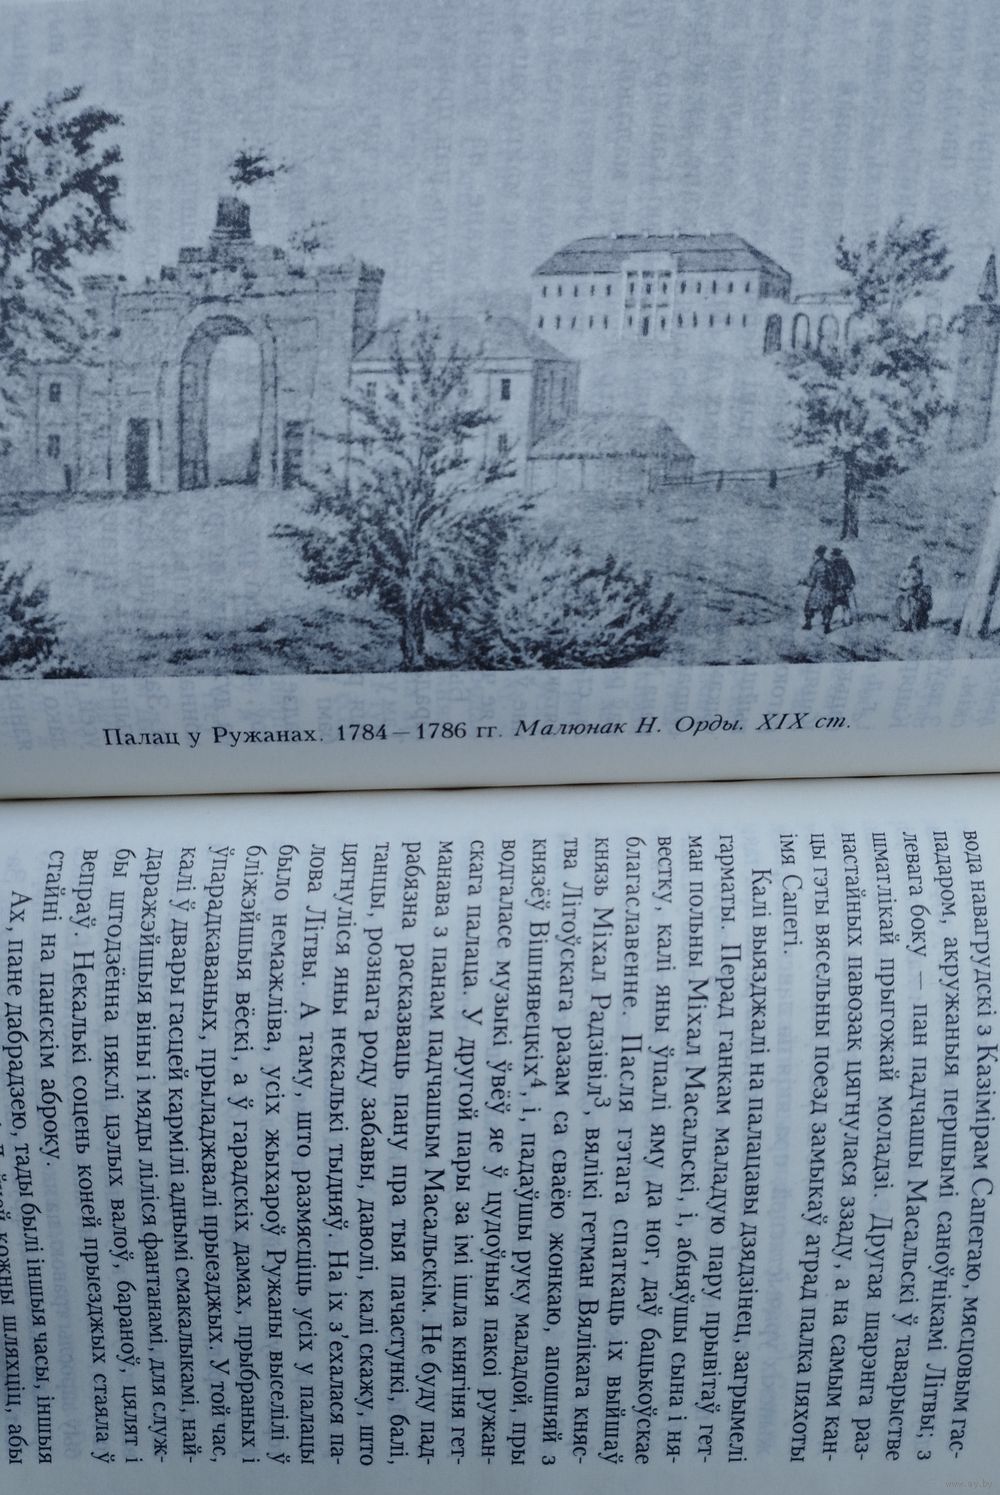 Палац у Ружанах. 1784—1786 гг. Малюнак Н. Орды. XIX ст.
вода навагрудскі з Казімірам Сапегаю, мясцовым гас-
падаром, акружаныя першымі саноўнікамі Літвы; з
левага боку — пан падчашы Масальскі ў таварыстве
шматлікай прыгожай моладзі. Другая шарэнга раз-
настайных павозак цягнулася ззаду, а на самым кан-
цы гэты вясельны поезд замыкаў атрад палка пяхоты
імя Сапегі.
Калі выязджалі на палацавы дзядзінец, загрымелі
гарматы. Перад ганкам маладую пару прывітаў гет-
ман польны Міхал Масальскі, і, абняўшы сына і ня-
вестку, калі яны ўпалі яму да ног, даў бацькоўскае
благаславенне. Пасля гэтага спаткаць іх выйшаў
князь Міхал Радзівіл³, вялікі гетман Вялікага княс-
тва Літоўскага разам са сваёю жонкаю, апошняй з
князёў Вішнявецкіх⁴, і, падаўшы руку маладой, пры
водгаласе музыкі ўвёў яе ў цудоўныя пакоі ружан-
скага палаца. У другой пары за імі ішла княгіня гет-
манава з панам падчашым Масальскім. Не буду пад-
рабязна расказваць пану пра тыя пачастункі, балі,
танцы, рознага роду забавы, даволі, калі скажу, што
цягнуліся яны некалькі тыдняў. На іх з'ехалася па-
лова Літвы. А таму, што размясціць усіх у палацы
было немажліва, усіх жыхароў Ружаны выселілі ў
бліжэйшыя вёскі, а ў гарадскіх дамах, прыбраных і
ўпарадкаваных, прыладжвалі прыезджых. У той час,
калі ў двары гасцей кармілі аднымі смакалыкамі, най-
даражэйшыя віны і мяды ліліся фантанамі, для служ-
бы штодзённа пяклі цэлых валоў, бараноў, цялят і
вепраў. Некалькі соцень коней прыезджых стаяла ў
стайні на панскім аброку.
Ах, пане дабрадзею, тады былі іншыя часы, іншыя
кожны шляхціц, абы
www.ay.by